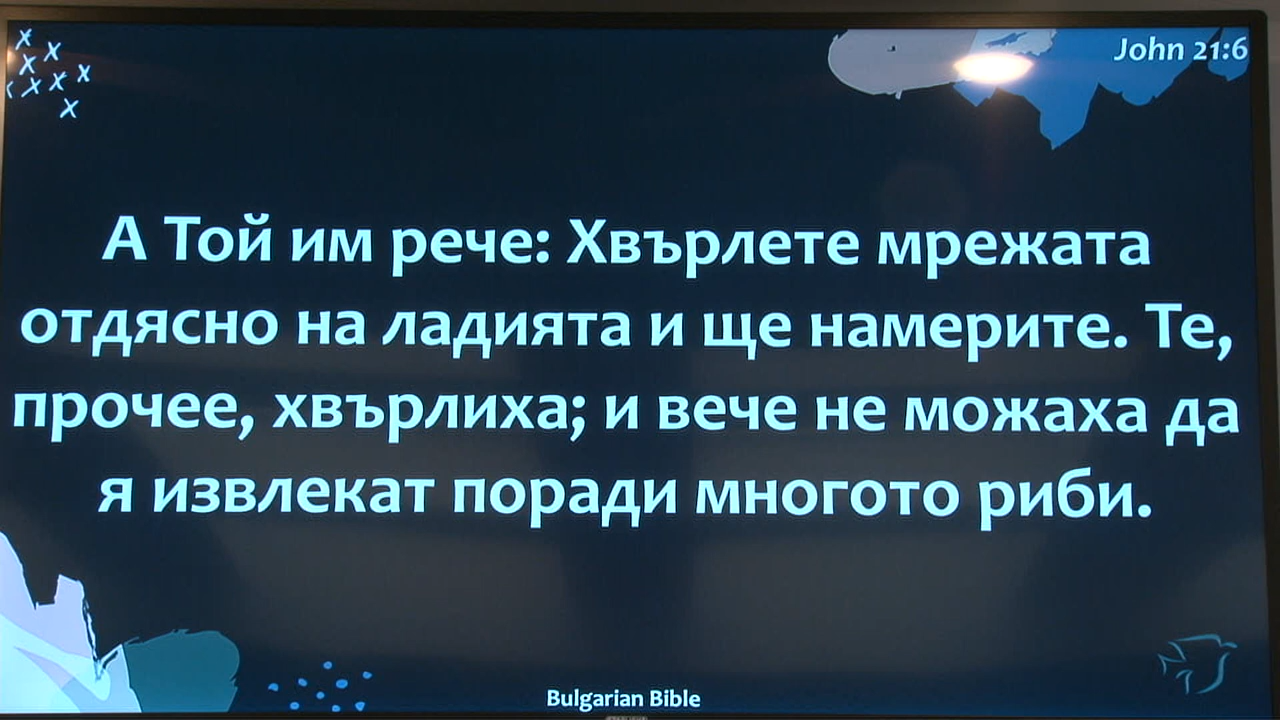 John 21:6
А Той им рече: Хвърлете мрежата
отдясно на ладията и ще намерите. Те,
прочее, хвърлиха; и вече не можаха да
я извлекат поради многото риби.
Bulgarian Bible